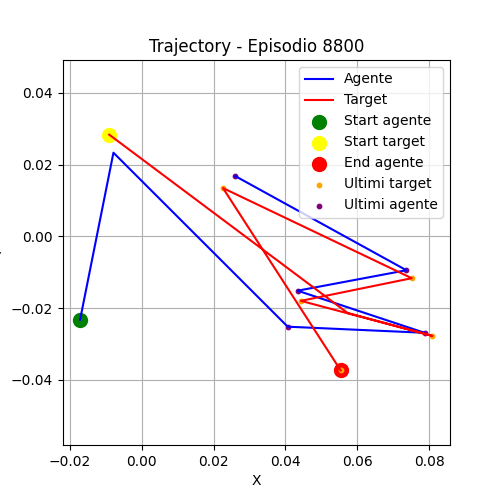 Trajectory - Episodio 8800
Agente
Target
Start agente
Start target
End agente
Ultimi target
Ultimi agente
0.04
0.02
0.00
−0.02
−0.04
−0.02
0.00
0.02
0.04
0.06
0.08
X